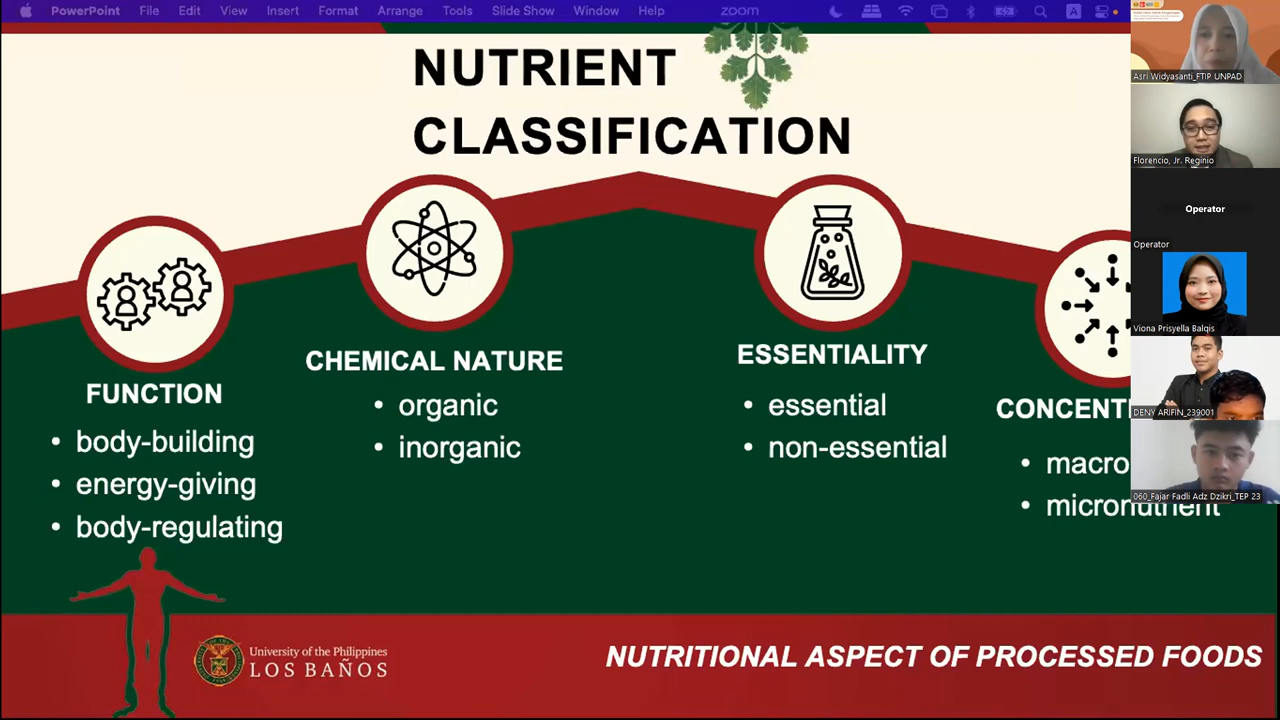 PowerPoint File Edit View Insert Format Arrange Tools Slide Show Window Help zoom A
NUTRIENT
CLASSIFICATION
FUNCTION
• body-building
• energy-giving
• body-regulating
CHEMICAL NATURE
• organic
• inorganic
ESSENTIALITY
• essential
• non-essential
CONCENT
• macro
• micronutrient
University of the Philippines
LOS BAÑOS
NUTRITIONAL ASPECT OF PROCESSED FOODS
Asri Widyasanti_FTIP UNPAD
Florencio, Jr. Reginio
Operator
Operator
Viona Prisyella Balqis
DENY ARIFIN_239001
060_Fajar Fadli Adz Dzikri_TEP 23